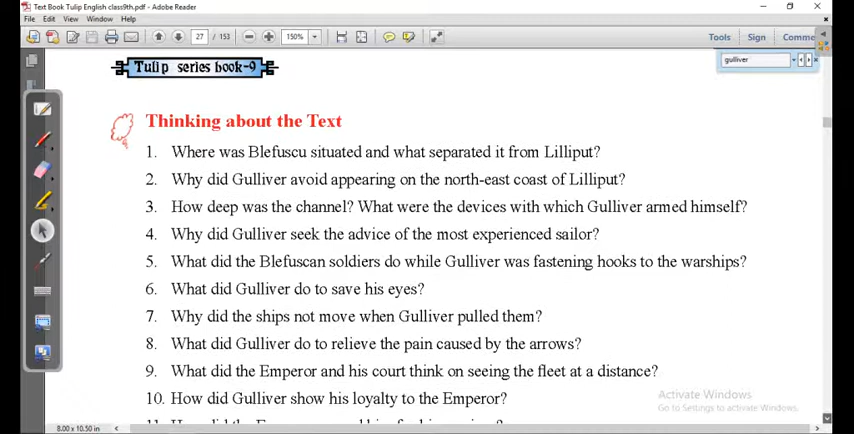 Text Book Tulip English class9th.pdf - Adobe Reader
File Edit View Window Help
27 / 153 150% Tools Sign Comme
gulliver
Tulip series book-9
Thinking about the Text
1. Where was Blefuscu situated and what separated it from Lilliput?
2. Why did Gulliver avoid appearing on the north-east coast of Lilliput?
3. How deep was the channel? What were the devices with which Gulliver armed himself?
4. Why did Gulliver seek the advice of the most experienced sailor?
5. What did the Blefuscan soldiers do while Gulliver was fastening hooks to the warships?
6. What did Gulliver do to save his eyes?
7. Why did the ships not move when Gulliver pulled them?
8. What did Gulliver do to relieve the pain caused by the arrows?
9. What did the Emperor and his court think on seeing the fleet at a distance?
10. How did Gulliver show his loyalty to the Emperor?
Activate Windows
Go to Settings to activate Windows.
8.00 x 10.50 in